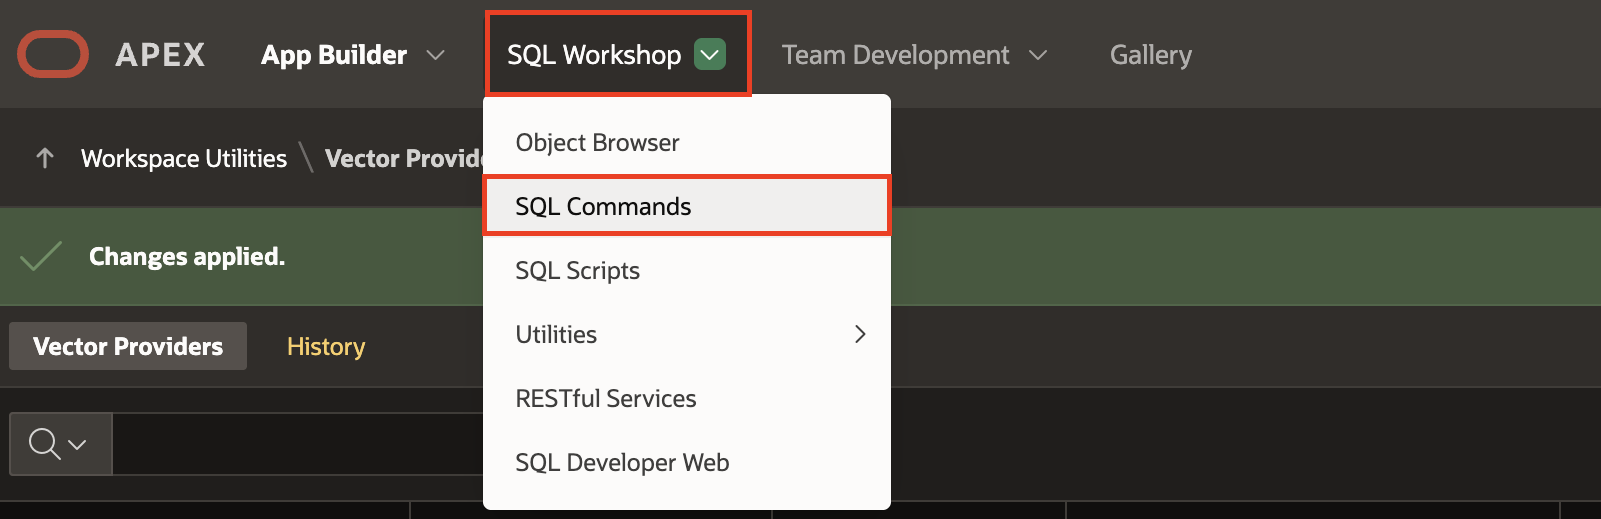 APEX App Builder SQL Workshop Team Development Gallery
Workspace Utilities \ Vector Provid
Changes applied.
Vector Providers History
Object Browser
SQL Commands
SQL Scripts
Utilities
RESTful Services
SQL Developer Web